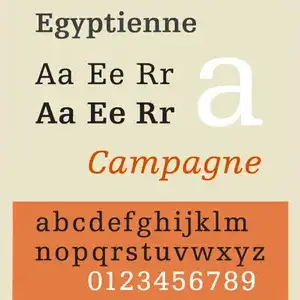 Egyptienne
Aa Ee Rr
a
Aa Ee Rr
Campagne
abcdefghijklm
nopqrstuvwxyz
0123456789